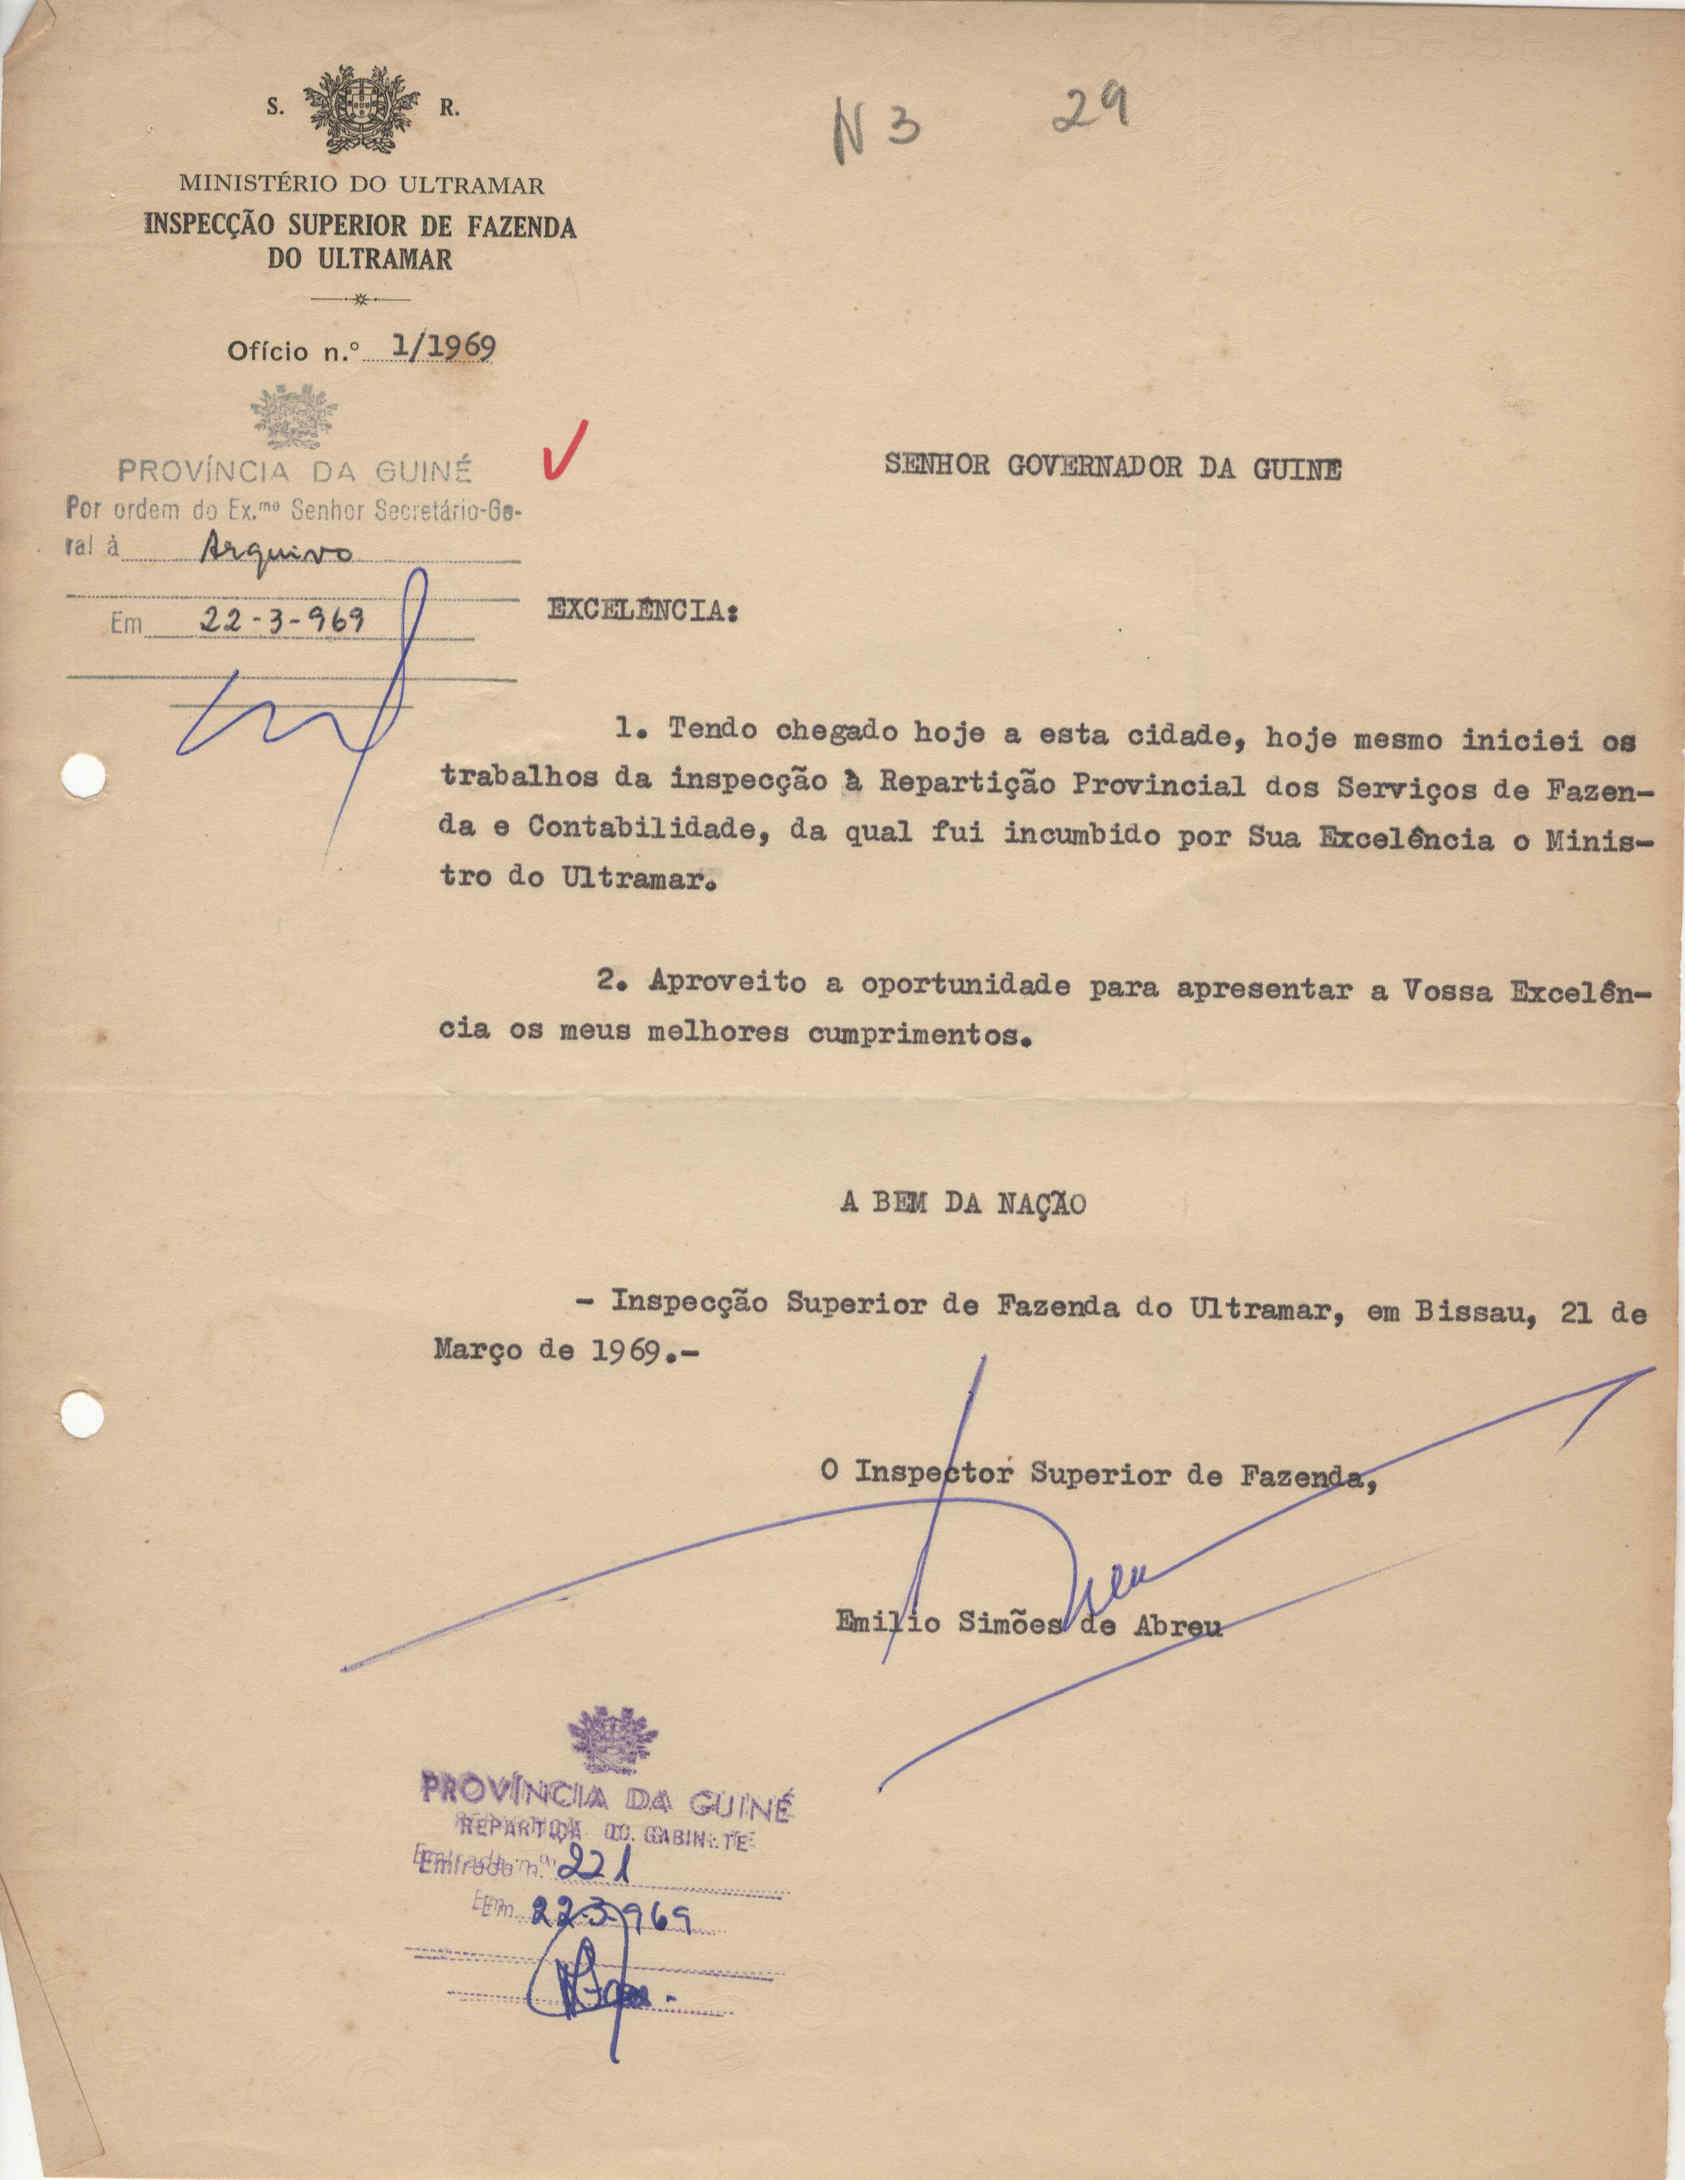 N 3 29
S. R.
MINISTÉRIO DO ULTRAMAR
INSPECÇÃO SUPERIOR DE FAZENDA
DO ULTRAMAR
Ofício n.º 1/1969
PROVÍNCIA DA GUINÉ
Por ordem do Ex.mo Senhor Secretário-Ge-
ral à Arquivo
Em 22-3-969
SENHOR GOVERNADOR DA GUINE
EXCELÊNCIA:
1. Tendo chegado hoje a esta cidade, hoje mesmo iniciei os
trabalhos da inspecção à Repartição Provincial dos Serviços de Fazen-
da e Contabilidade, da qual fui incumbido por Sua Excelência o Minis-
tro do Ultramar.
2. Aproveito a oportunidade para apresentar a Vossa Excelên-
cia os meus melhores cumprimentos.
A BEM DA NAÇÃO
- Inspecção Superior de Fazenda do Ultramar, em Bissau, 21 de
Março de 1969.-
O Inspector Superior de Fazenda,
Emilio Simões de Abreu
PROVÍNCIA DA GUINÉ
REPARTIÇÃ DO GABINETE
Entrada n.º 221
Em 22-3-969